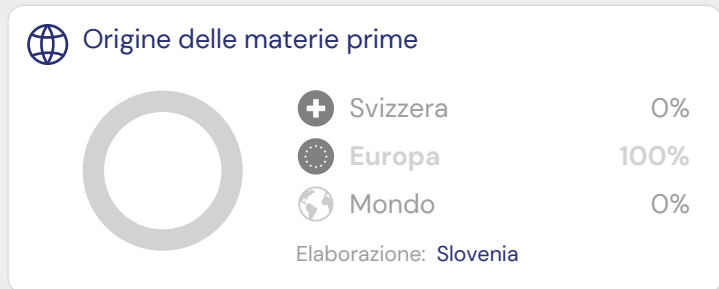 Origine delle materie prime
Svizzera 0%
Europa 100%
Mondo 0%
Elaborazione: Slovenia